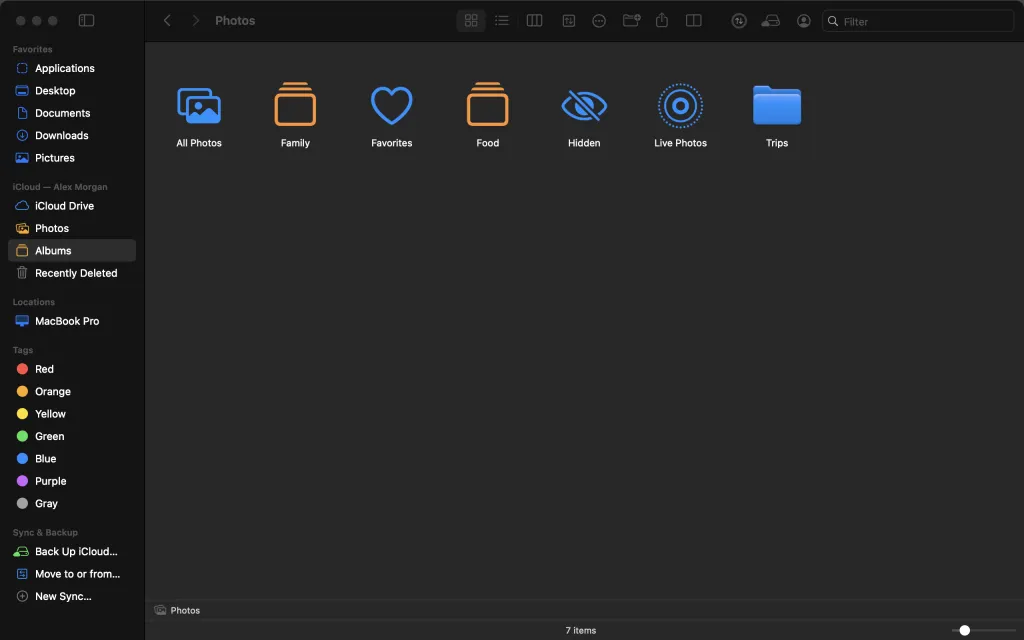 Photos
Filter
Favorites
Applications
Desktop
Documents
Downloads
Pictures
iCloud — Alex Morgan
iCloud Drive
Photos
Albums
Recently Deleted
Locations
MacBook Pro
Tags
Red
Orange
Yellow
Green
Blue
Purple
Gray
Sync & Backup
Back Up iCloud...
Move to or from...
New Sync...
All Photos
Family
Favorites
Food
Hidden
Live Photos
Trips
Photos
7 items